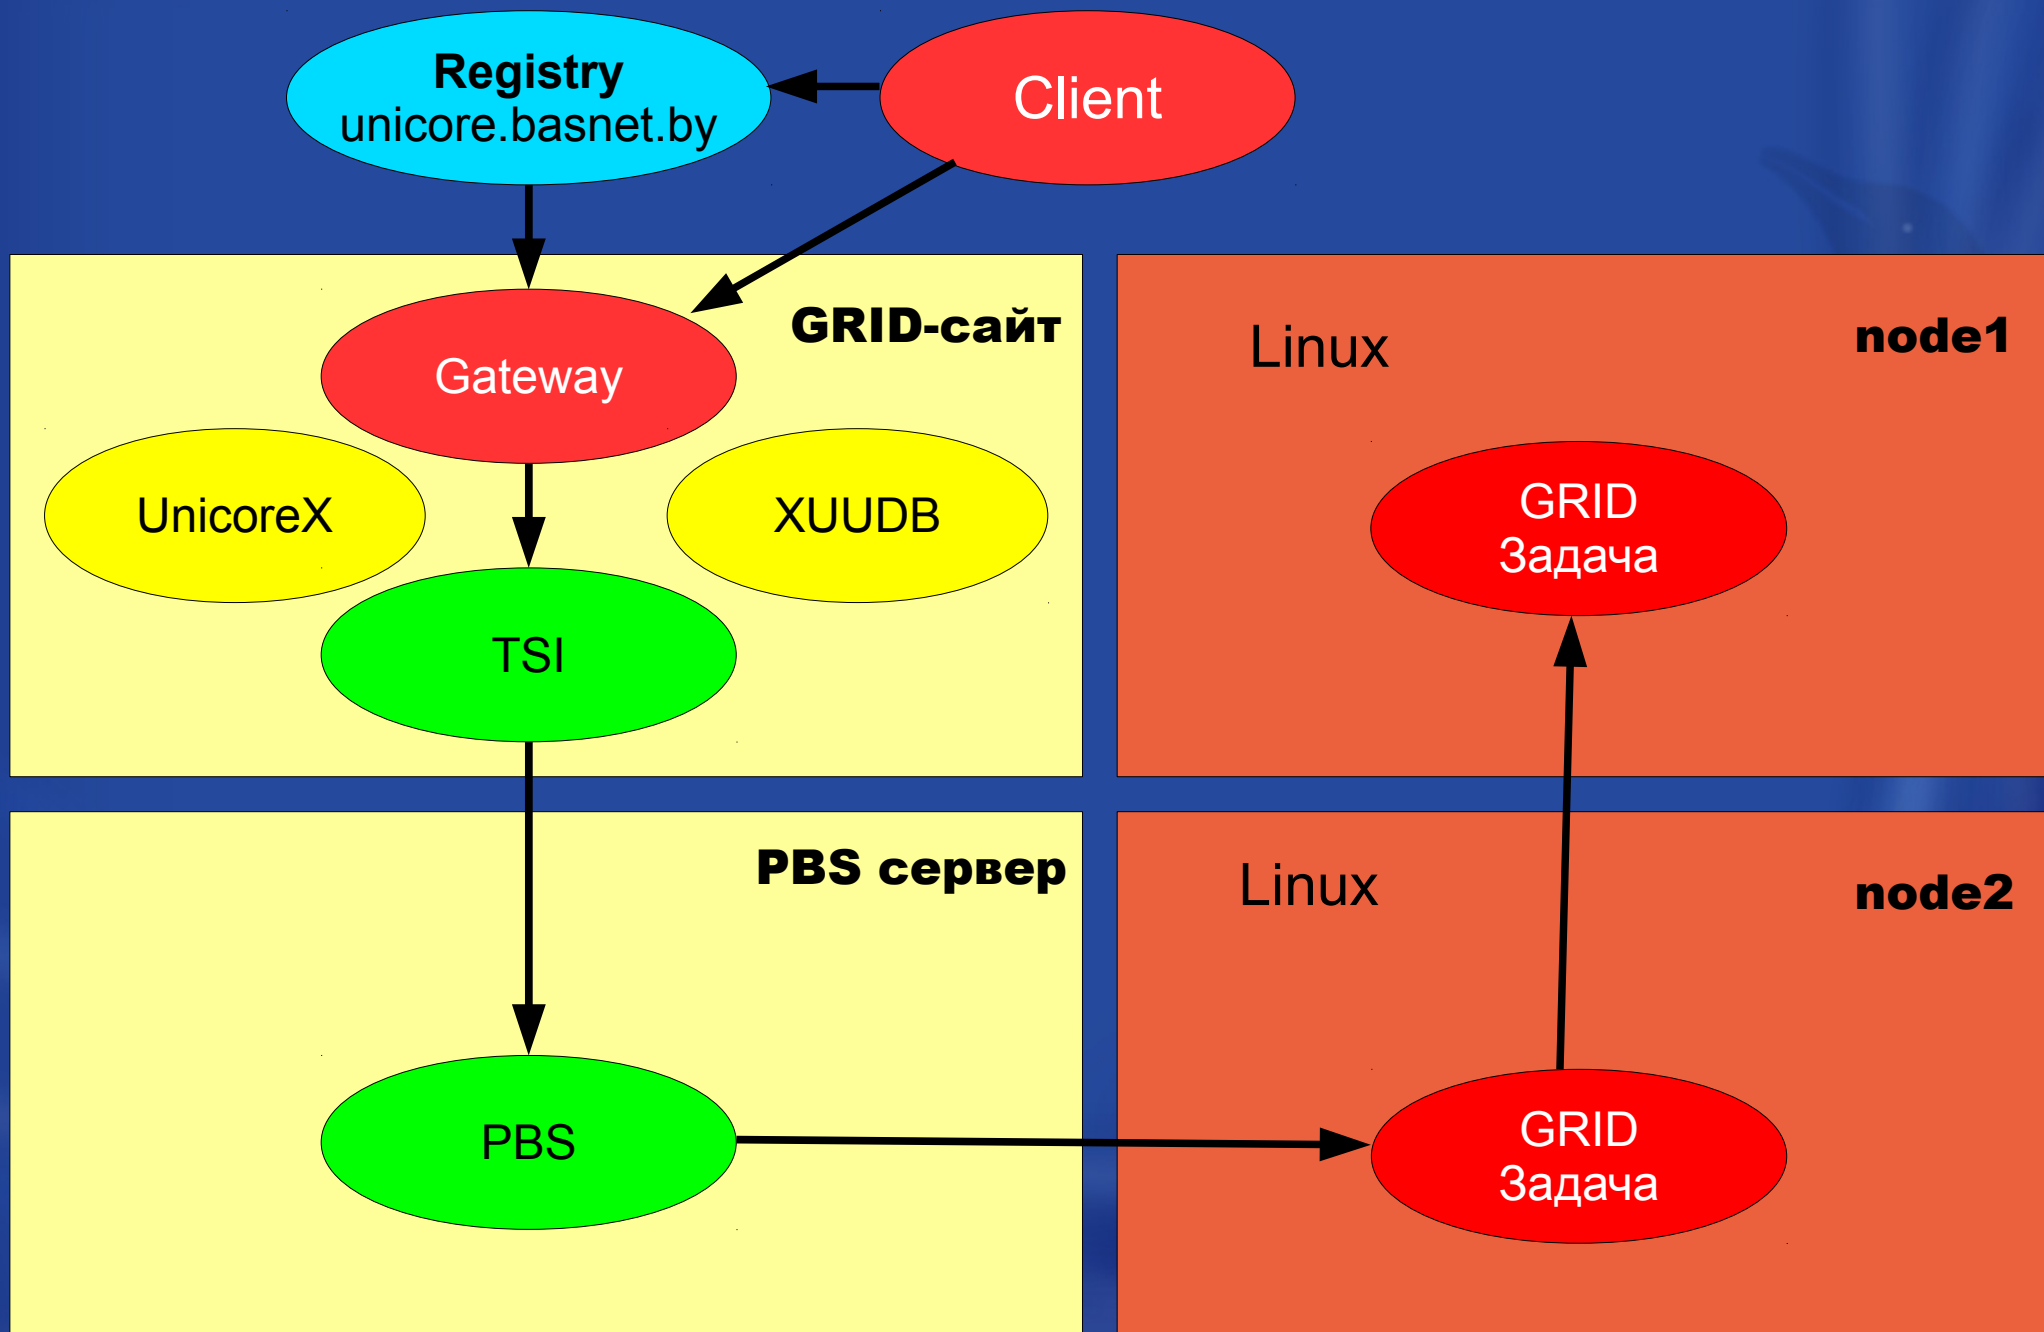 Registry
unicore.basnet.by
Client
GRID-сайт
Gateway
UnicoreX
XUUDB
TSI
Linux
node1
GRID
Задача
PBS сервер
PBS
Linux
node2
GRID
Задача